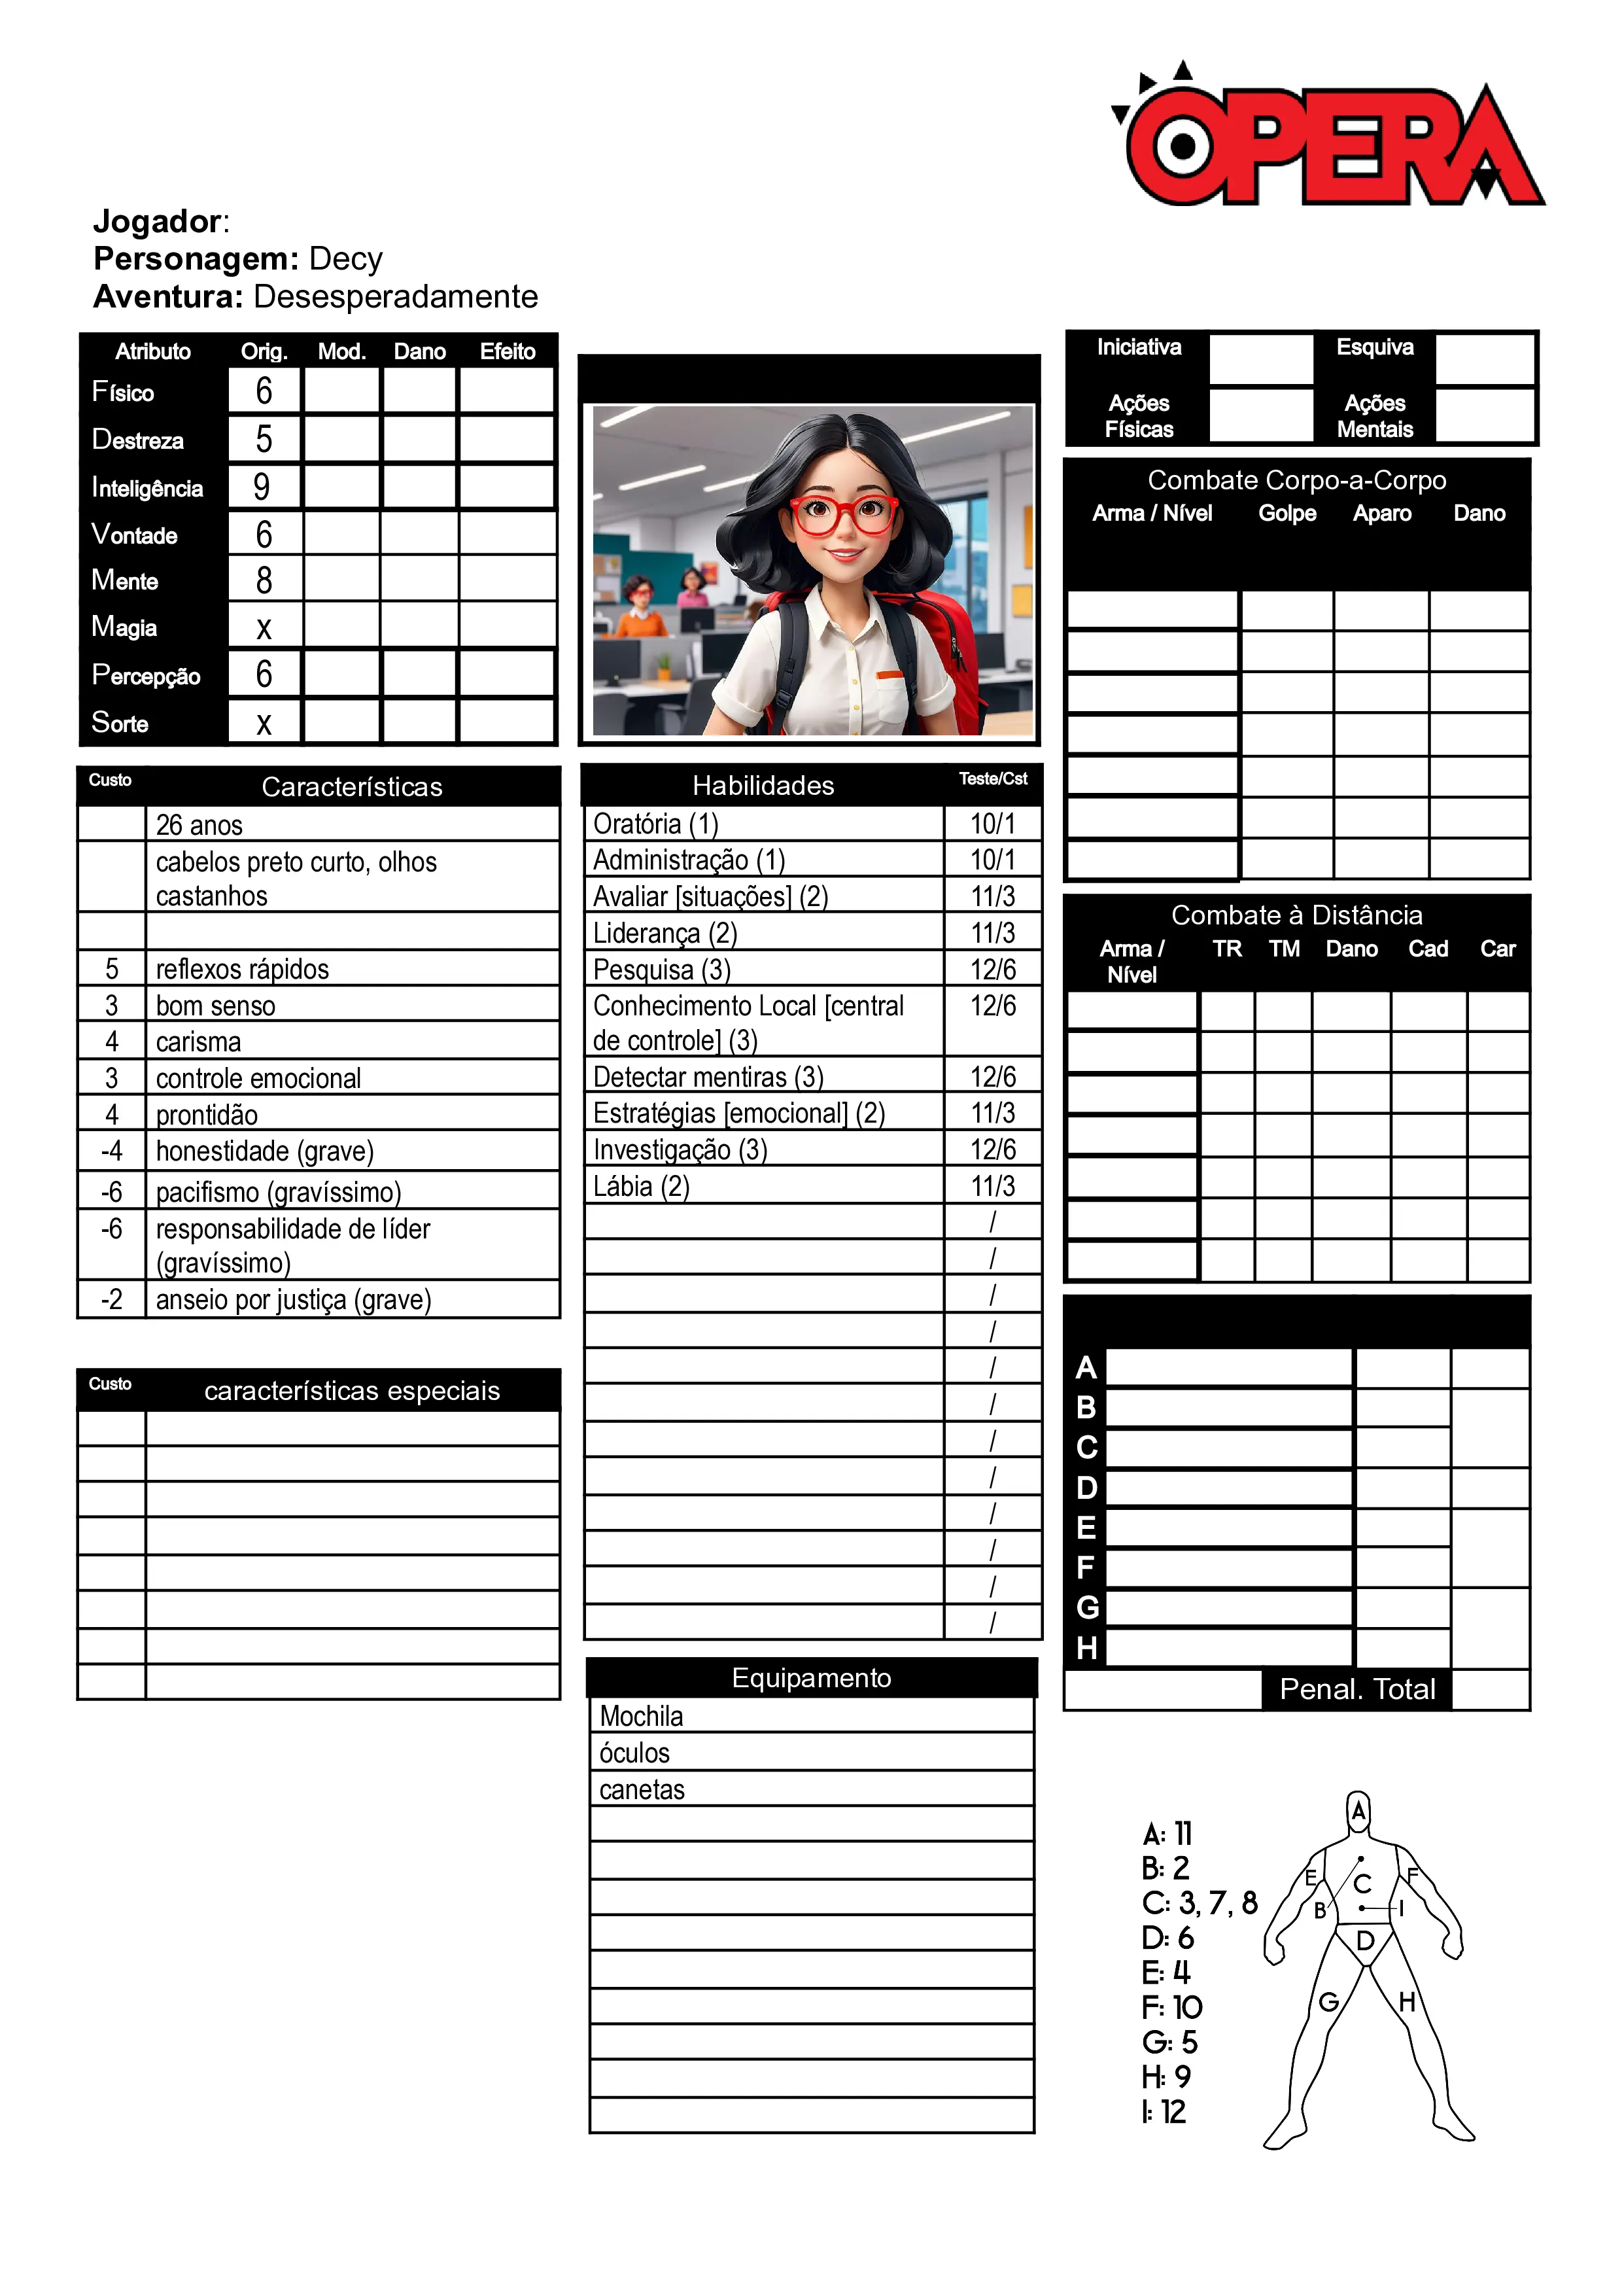 OPERA
Jogador:
Personagem: Decy
Aventura: Desesperadamente
Atributo Orig. Mod. Dano Efeito
Físico 6
Destreza 5
Inteligência 9
Vontade 6
Mente 8
Magia x
Percepção 6
Sorte x
Custo Características
26 anos
cabelos preto curto, olhos
castanhos
5 reflexos rápidos
3 bom senso
4 carisma
3 controle emocional
4 prontidão
-4 honestidade (grave)
-6 pacifismo (gravíssimo)
-6 responsabilidade de líder
(gravíssimo)
-2 anseio por justiça (grave)
Custo características especiais
Habilidades Teste/Cst
Oratória (1) 10/1
Administração (1) 10/1
Avaliar [situações] (2) 11/3
Liderança (2) 11/3
Pesquisa (3) 12/6
Conhecimento Local [central 12/6
de controle] (3)
Detectar mentiras (3) 12/6
Estratégias [emocional] (2) 11/3
Investigação (3) 12/6
Lábia (2) 11/3
/
/
/
/
/
/
/
/
/
/
/
/
Equipamento
Mochila
óculos
canetas
Iniciativa Esquiva
Ações Ações
Físicas Mentais
Combate Corpo-a-Corpo
Arma / Nível Golpe Aparo Dano
Combate à Distância
Arma / TR TM Dano Cad Car
Nível
A
B
C
D
E
F
G
H
Penal. Total
A: 11
B: 2
C: 3, 7, 8
D: 6
E: 4
F: 10
G: 5
H: 9
I: 12
A
E F
C
B I
D
G H